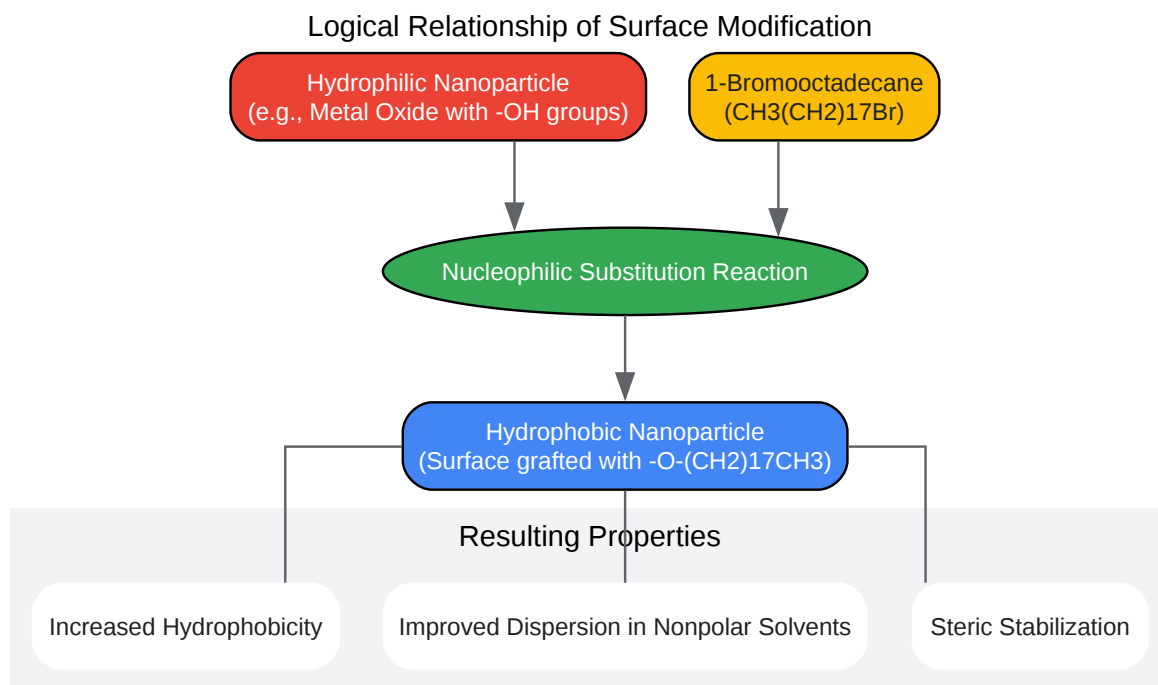 Logical Relationship of Surface Modification
Hydrophilic Nanoparticle
(e.g., Metal Oxide with -OH groups)
1-Bromooctadecane
(CH3(CH2)17Br)
Nucleophilic Substitution Reaction
Hydrophobic Nanoparticle
(Surface grafted with -O-(CH2)17CH3)
Resulting Properties
Increased Hydrophobicity
Improved Dispersion in Nonpolar Solvents
Steric Stabilization